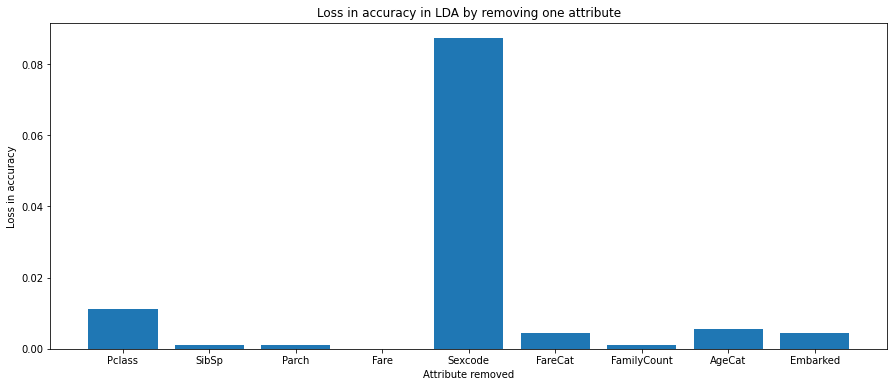 Loss in accuracy in LDA by removing one attribute
0.08
0.06
0.04
0.02
0.00
Loss in accuracy
Pclass SibSp Parch Fare Sexcode FareCat FamilyCount AgeCat Embarked
Attribute removed